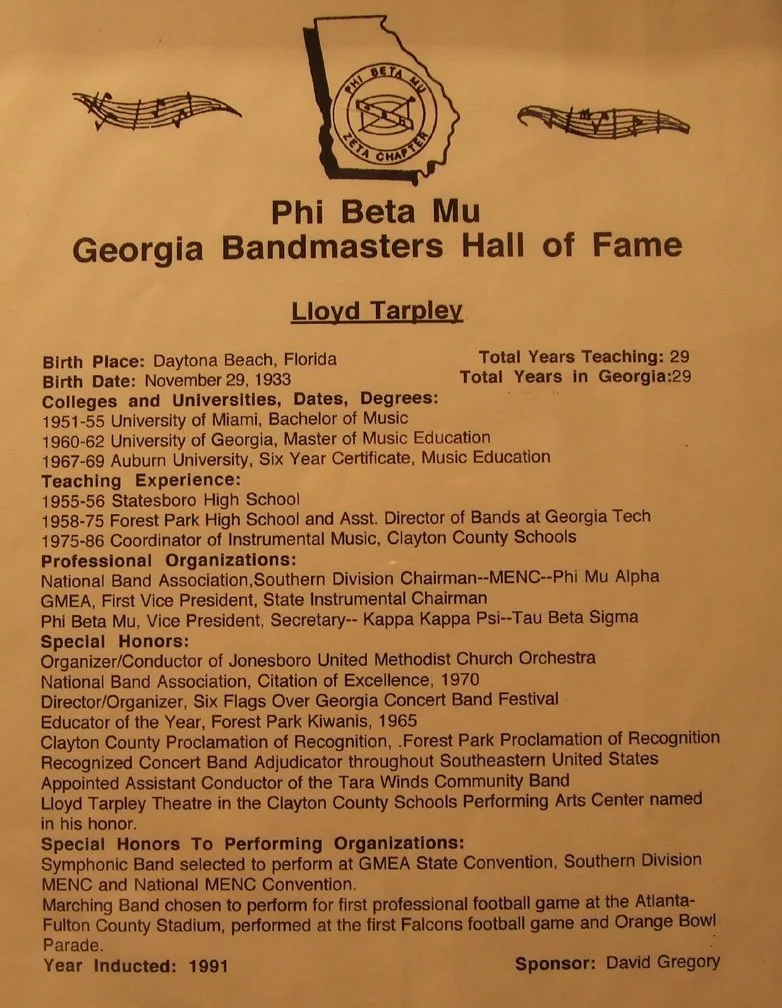 PHI BETA MU
ZETA CHAPTER
Phi Beta Mu
Georgia Bandmasters Hall of Fame
Lloyd Tarpley
Birth Place: Daytona Beach, Florida Total Years Teaching: 29
Birth Date: November 29, 1933 Total Years in Georgia:29
Colleges and Universities, Dates, Degrees:
1951-55 University of Miami, Bachelor of Music
1960-62 University of Georgia, Master of Music Education
1967-69 Auburn University, Six Year Certificate, Music Education
Teaching Experience:
1955-56 Statesboro High School
1958-75 Forest Park High School and Asst. Director of Bands at Georgia Tech
1975-86 Coordinator of Instrumental Music, Clayton County Schools
Professional Organizations:
National Band Association,Southern Division Chairman--MENC--Phi Mu Alpha
GMEA, First Vice President, State Instrumental Chairman
Phi Beta Mu, Vice President, Secretary-- Kappa Kappa Psi--Tau Beta Sigma
Special Honors:
Organizer/Conductor of Jonesboro United Methodist Church Orchestra
National Band Association, Citation of Excellence, 1970
Director/Organizer, Six Flags Over Georgia Concert Band Festival
Educator of the Year, Forest Park Kiwanis, 1965
Clayton County Proclamation of Recognition, .Forest Park Proclamation of Recognition
Recognized Concert Band Adjudicator throughout Southeastern United States
Appointed Assistant Conductor of the Tara Winds Community Band
Lloyd Tarpley Theatre in the Clayton County Schools Performing Arts Center named
in his honor.
Special Honors To Performing Organizations:
Symphonic Band selected to perform at GMEA State Convention, Southern Division
MENC and National MENC Convention.
Marching Band chosen to perform for first professional football game at the Atlanta-
Fulton County Stadium, performed at the first Falcons football game and Orange Bowl
Parade.
Year Inducted: 1991 Sponsor: David Gregory